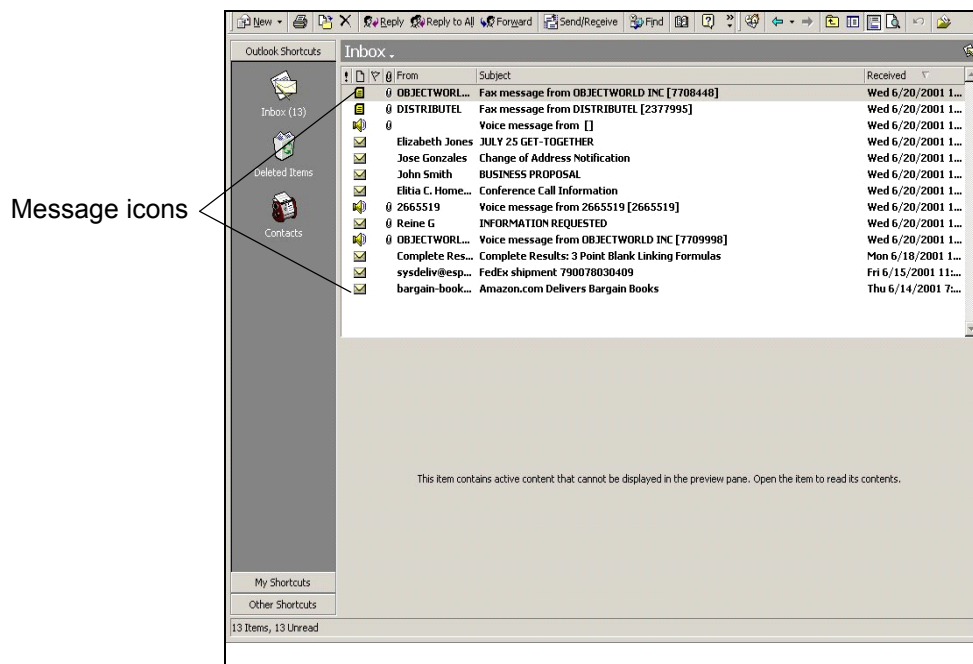 New Reply Reply to All Forward Send/Receive Find
Outlook Shortcuts
Inbox
! From Subject Received
OBJECTWORL... Fax message from OBJECTWORLD INC [7708448] Wed 6/20/2001 1...
DISTRIBUTEL Fax message from DISTRIBUTEL [2377995] Wed 6/20/2001 1...
Voice message from [] Wed 6/20/2001 1...
Elizabeth Jones JULY 25 GET-TOGETHER Wed 6/20/2001 1...
Jose Gonzales Change of Address Notification Wed 6/20/2001 1...
John Smith BUSINESS PROPOSAL Wed 6/20/2001 1...
Elitia C. Home... Conference Call Information Wed 6/20/2001 1...
2665519 Voice message from 2665519 [2665519] Wed 6/20/2001 1...
Reine G INFORMATION REQUESTED Wed 6/20/2001 1...
OBJECTWORL... Voice message from OBJECTWORLD INC [7709998] Wed 6/20/2001 1...
Complete Res... Complete Results: 3 Point Blank Linking Formulas Mon 6/18/2001 1...
sysdeliv@esp... FedEx shipment 790078030409 Fri 6/15/2001 11:...
bargain-book... Amazon.com Delivers Bargain Books Thu 6/14/2001 7:...
Inbox (13)
Deleted Items
Contacts
Message icons
This item contains active content that cannot be displayed in the preview pane. Open the item to read its contents.
My Shortcuts
Other Shortcuts
13 Items, 13 Unread